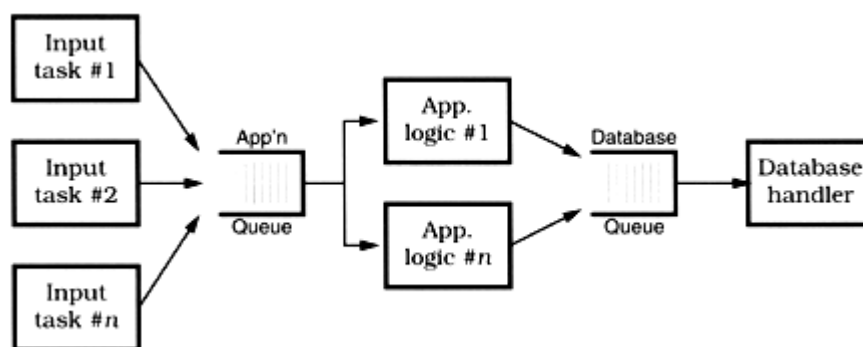 Input
task #1
Input
task #2
Input
task #n
App'n
Queue
App.
logic #1
App.
logic #n
Database
Queue
Database
handler